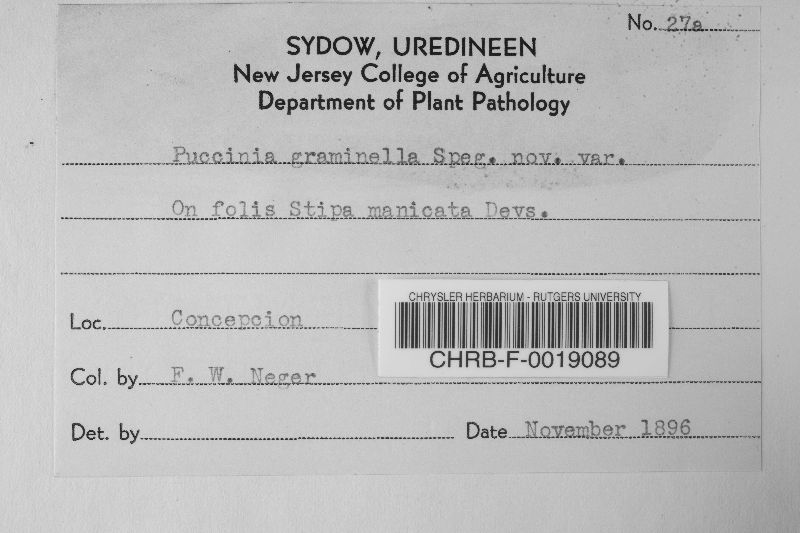 No. 27a
SYDOW, UREDINEEN
New Jersey College of Agriculture
Department of Plant Pathology
Puccinia graminella Speg. nov. var.
On folis Stipa manicata Devs.
Loc. Concepcion
CHRYSLER HERBARIUM - RUTGERS UNIVERSITY
CHRB-F-0019089
Col. by F. W. Neger
Det. by
Date November 1896